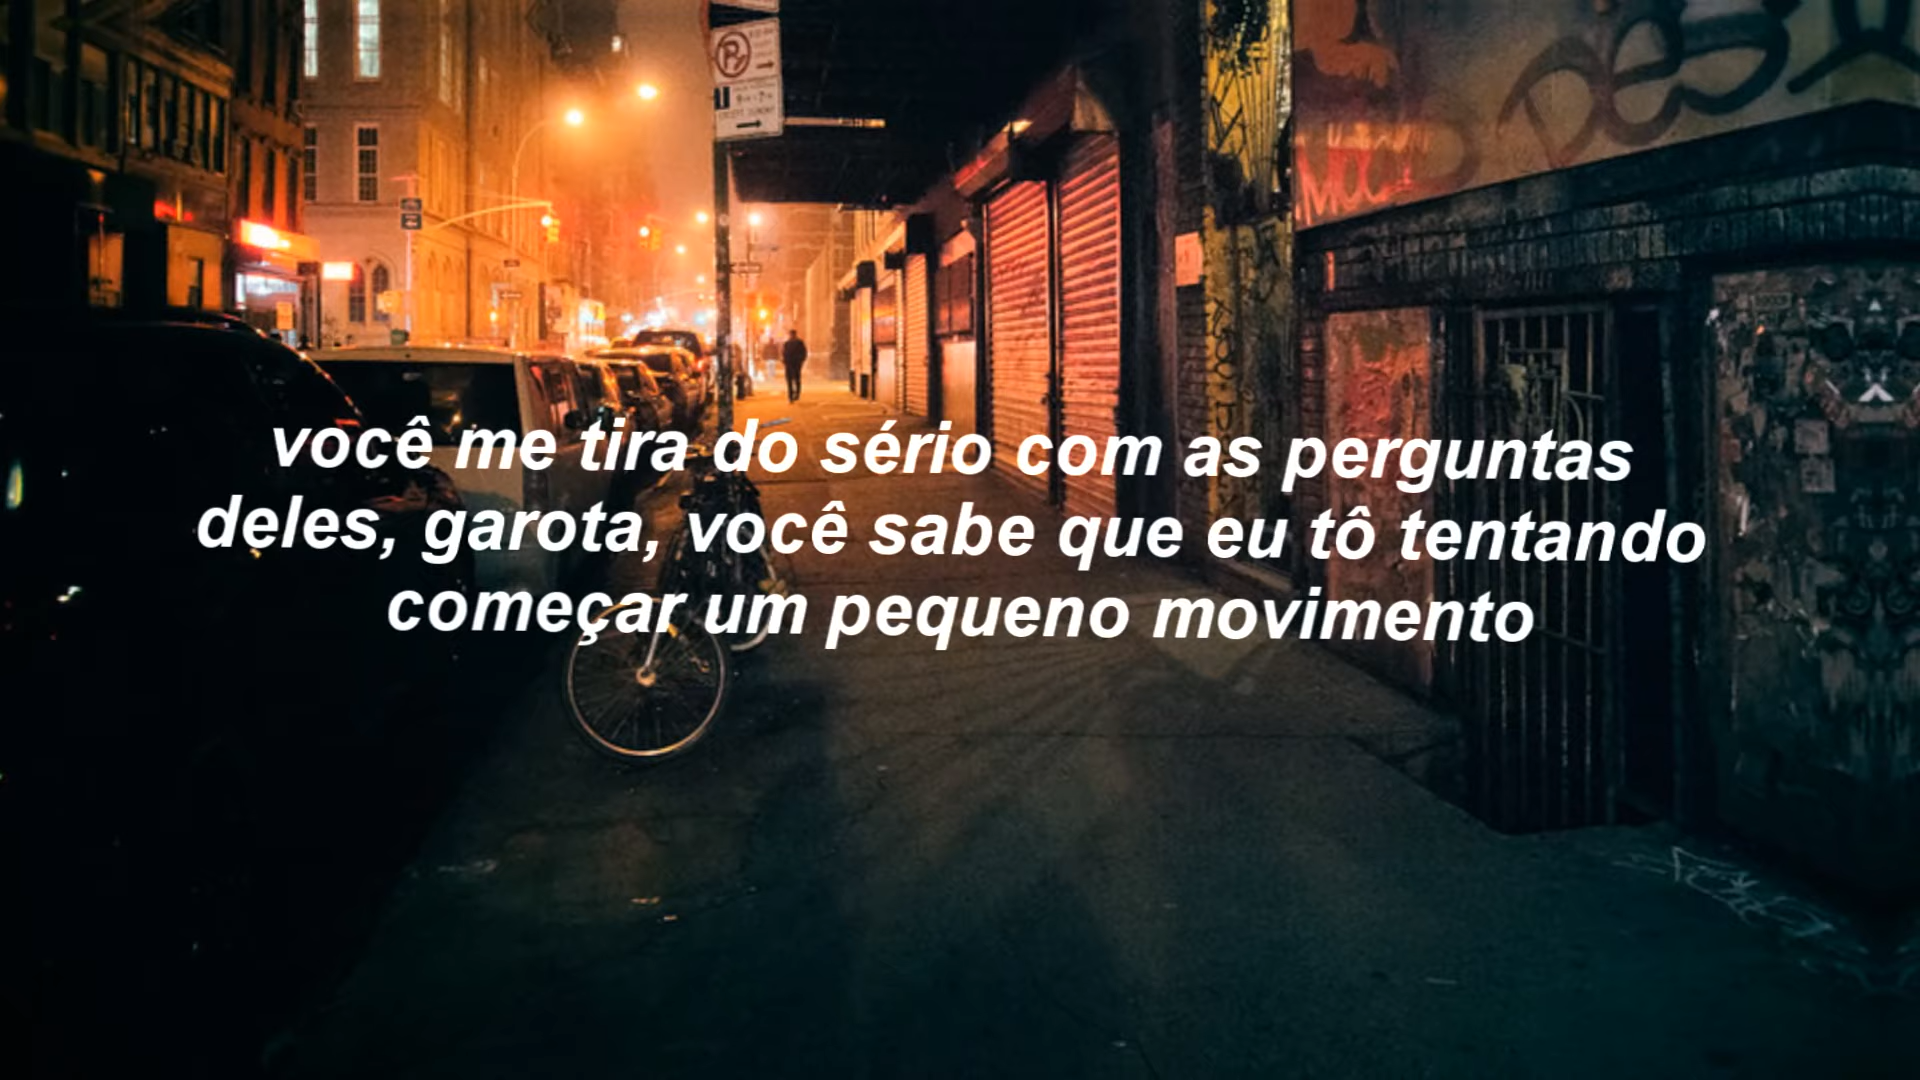 você me tira do sério com as perguntas
deles, garota, você sabe que eu tô tentando
começar um pequeno movimento